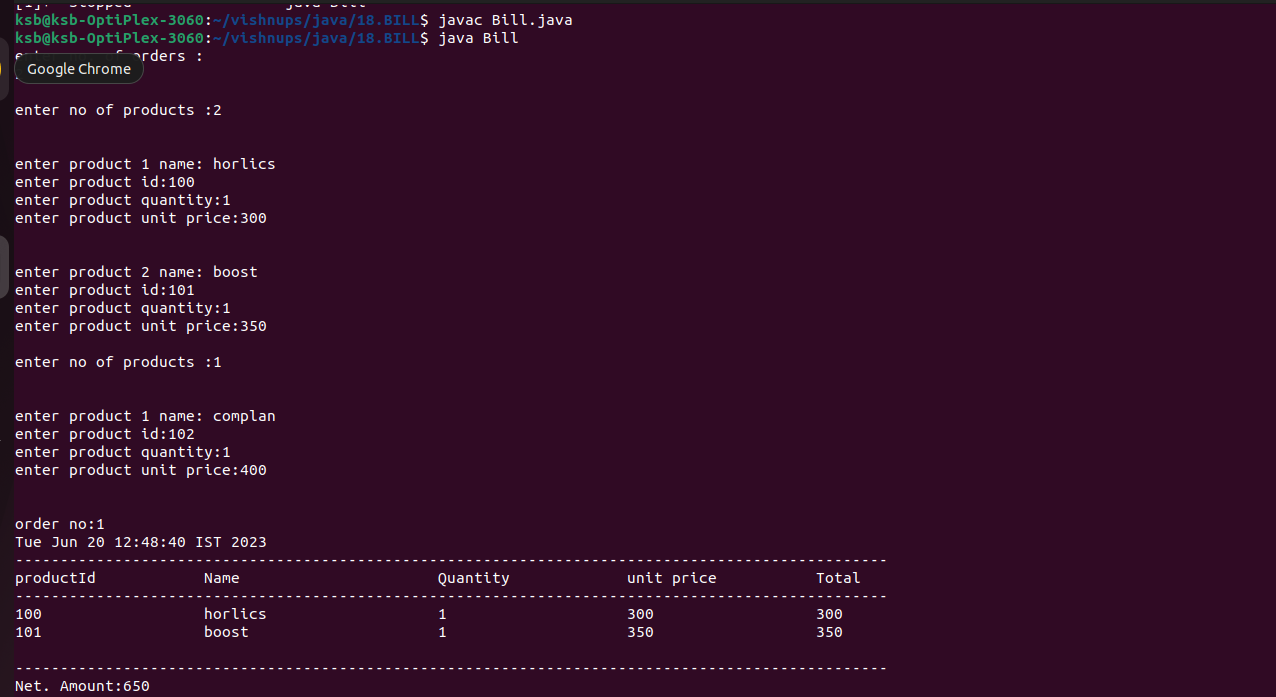 ksb@ksb-OptiPlex-3060:~/vishnups/java/18.BILL$ javac Bill.java
ksb@ksb-OptiPlex-3060:~/vishnups/java/18.BILL$ java Bill
orders :
Google Chrome
enter no of products :2
enter product 1 name: horlics
enter product id:100
enter product quantity:1
enter product unit price:300
enter product 2 name: boost
enter product id:101
enter product quantity:1
enter product unit price:350
enter no of products :1
enter product 1 name: complan
enter product id:102
enter product quantity:1
enter product unit price:400
order no:1
Tue Jun 20 12:48:40 IST 2023
-------------------------------------------------------------------------------------------------
productId Name Quantity unit price Total
-------------------------------------------------------------------------------------------------
100 horlics 1 300 300
101 boost 1 350 350
-------------------------------------------------------------------------------------------------
Net. Amount:650